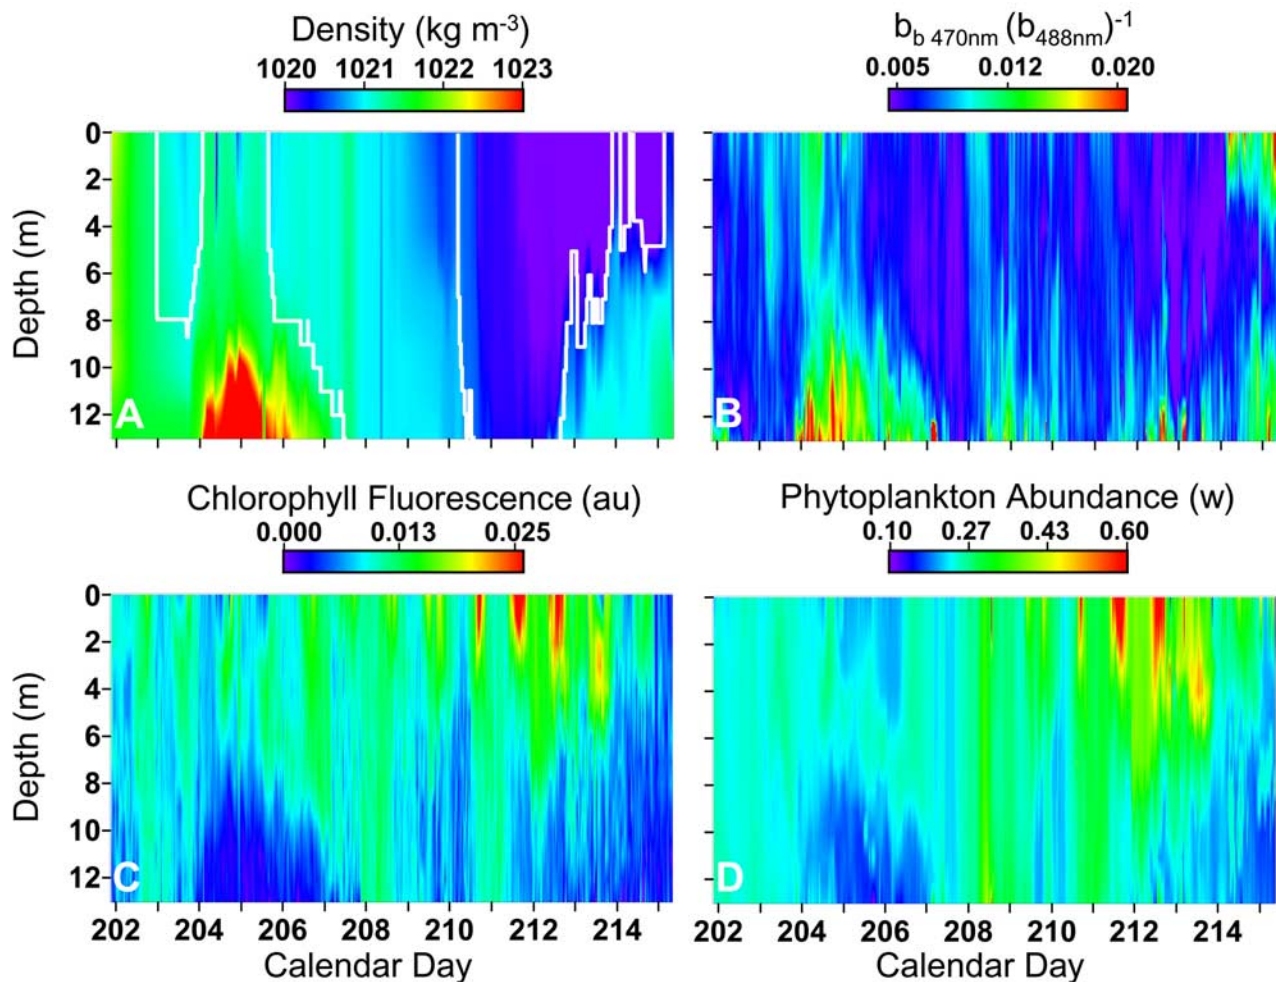 Density (kg m-3)
1020 1021 1022 1023
bb 470nm (b488nm)-1
0.005 0.012 0.020
Depth (m)
0
2
4
6
8
10
12
A
B
Chlorophyll Fluorescence (au)
0.000 0.013 0.025
Phytoplankton Abundance (w)
0.10 0.27 0.43 0.60
Depth (m)
0
2
4
6
8
10
12
C
D
202 204 206 208 210 212 214
Calendar Day
202 204 206 208 210 212 214
Calendar Day